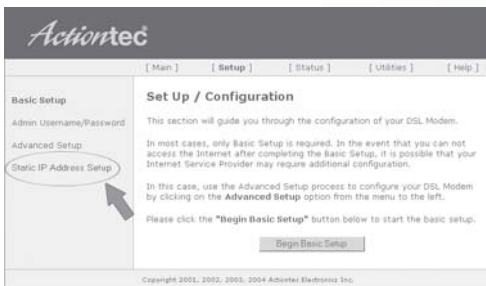 Actiontec
[ Main ] [ Setup ] [ Status ] [ Utilities ] [ Help ]
Basic Setup
Admin Username/Password
Advanced Setup
Static IP Address Setup
Set Up / Configuration
This section will guide you through the configuration of your DSL Modem.
In most cases, only Basic Setup is required. In the event that you can not
access the Internet after completing the Basic Setup, it is possible that your
Internet Service Provider may require additional configuration.
In this case, use the Advanced Setup process to configure your DSL Modem
by clicking on the Advanced Setup option from the menu to the left.
Please click the "Begin Basic Setup" button below to start the basic setup.
Begin Basic Setup
Copyright 2001, 2002, 2003, 2004 Actiontec Electronics Inc.